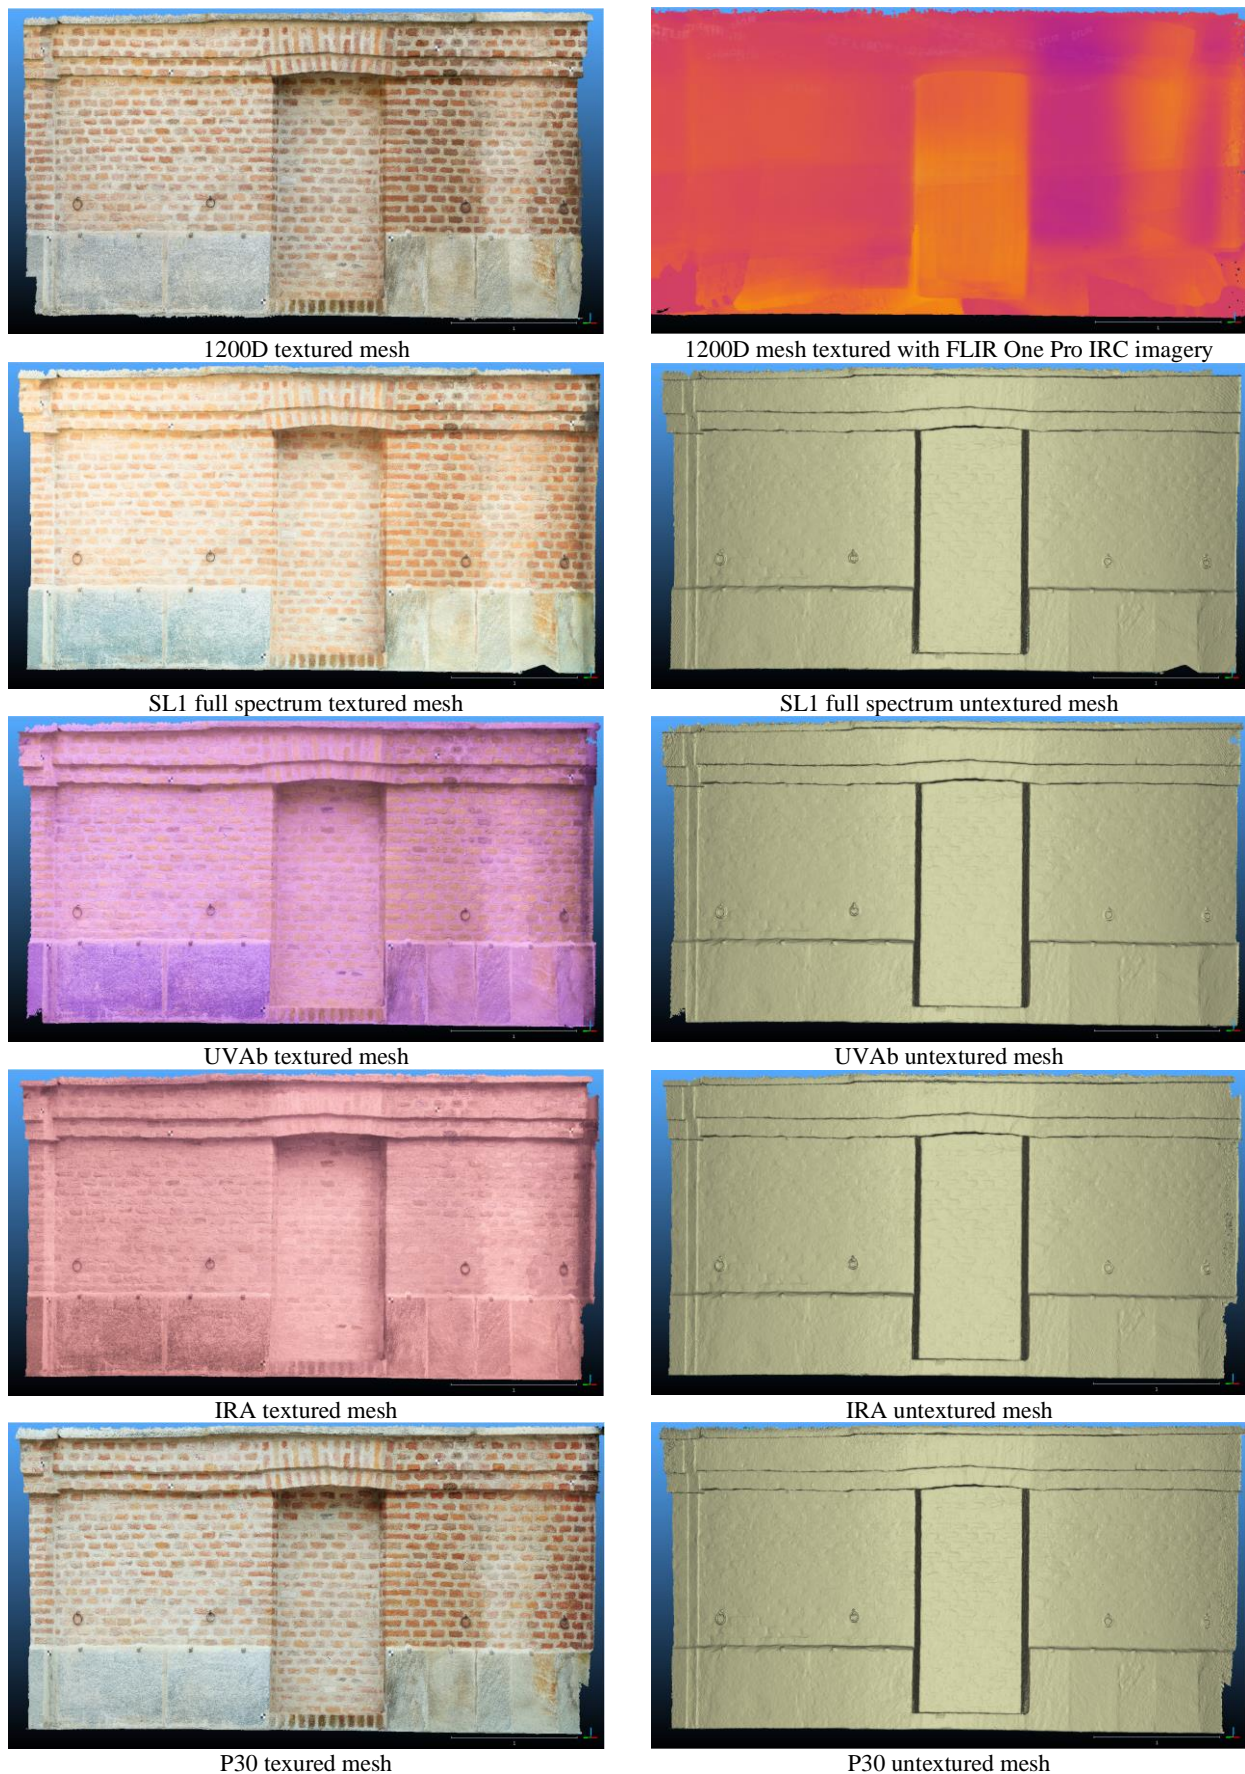 1200D textured mesh
1200D mesh textured with FLIR One Pro IRC imagery
SL1 full spectrum textured mesh
SL1 full spectrum untextured mesh
UVAb textured mesh
UVAb untextured mesh
IRA textured mesh
IRA untextured mesh
P30 texured mesh
P30 untextured mesh